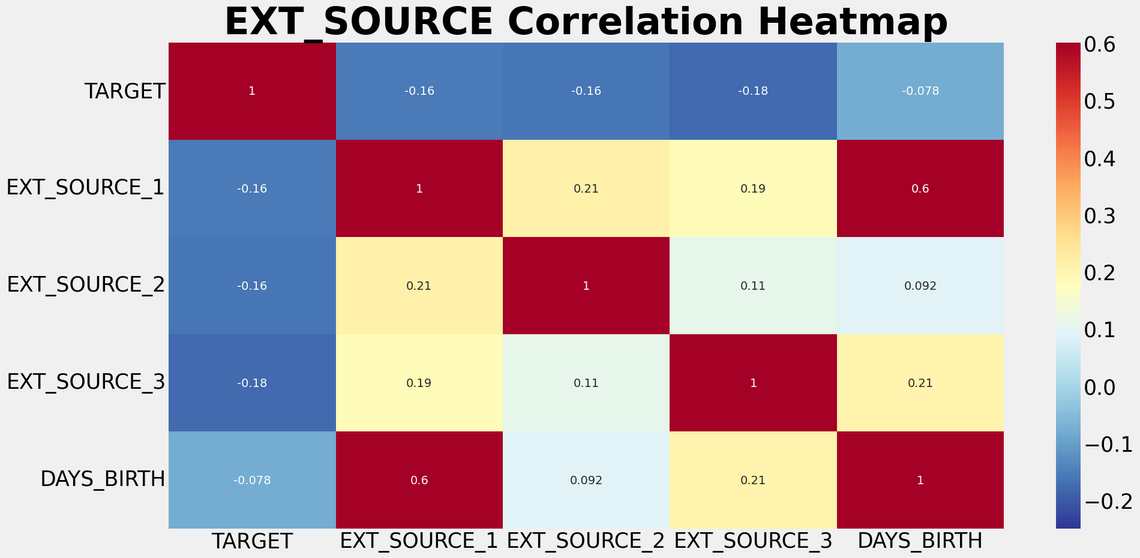 EXT_SOURCE Correlation Heatmap
TARGET 1 -0.16 -0.16 -0.18 -0.078
EXT_SOURCE_1 -0.16 1 0.21 0.19 0.6
EXT_SOURCE_2 -0.16 0.21 1 0.11 0.092
EXT_SOURCE_3 -0.18 0.19 0.11 1 0.21
DAYS_BIRTH -0.078 0.6 0.092 0.21 1
TARGET EXT_SOURCE_1 EXT_SOURCE_2 EXT_SOURCE_3 DAYS_BIRTH
0.6
0.5
0.4
0.3
0.2
0.1
0.0
−0.1
−0.2